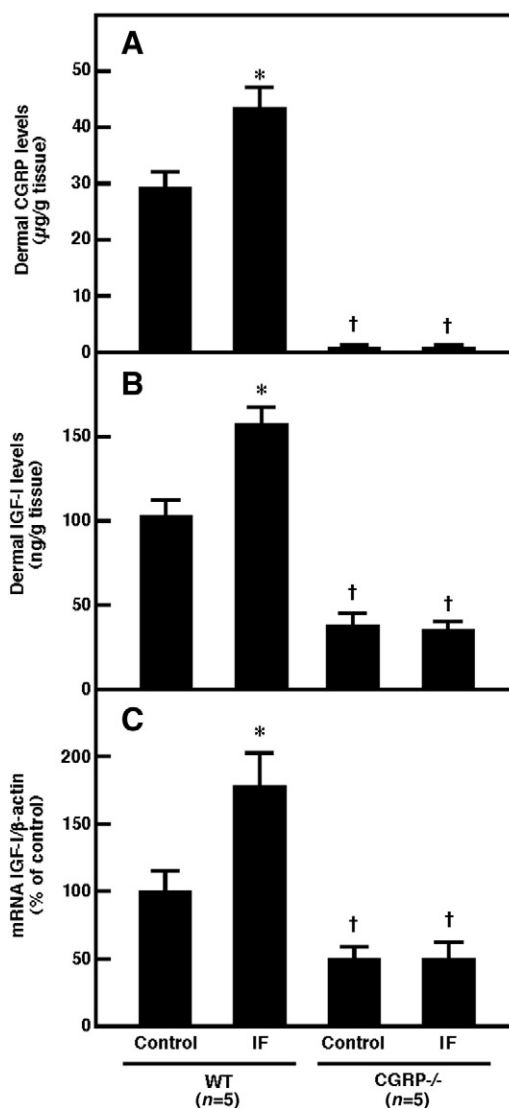 A
Dermal CGRP levels
(µg/g tissue)
50
40
30
20
10
0
*
†
†
B
Dermal IGF-I levels
(ng/g tissue)
150
100
50
0
*
†
†
C
mRNA IGF-I/β-actin
(% of control)
200
150
100
50
0
*
†
†
Control IF Control IF
WT CGRP-/-
(n=5) (n=5)